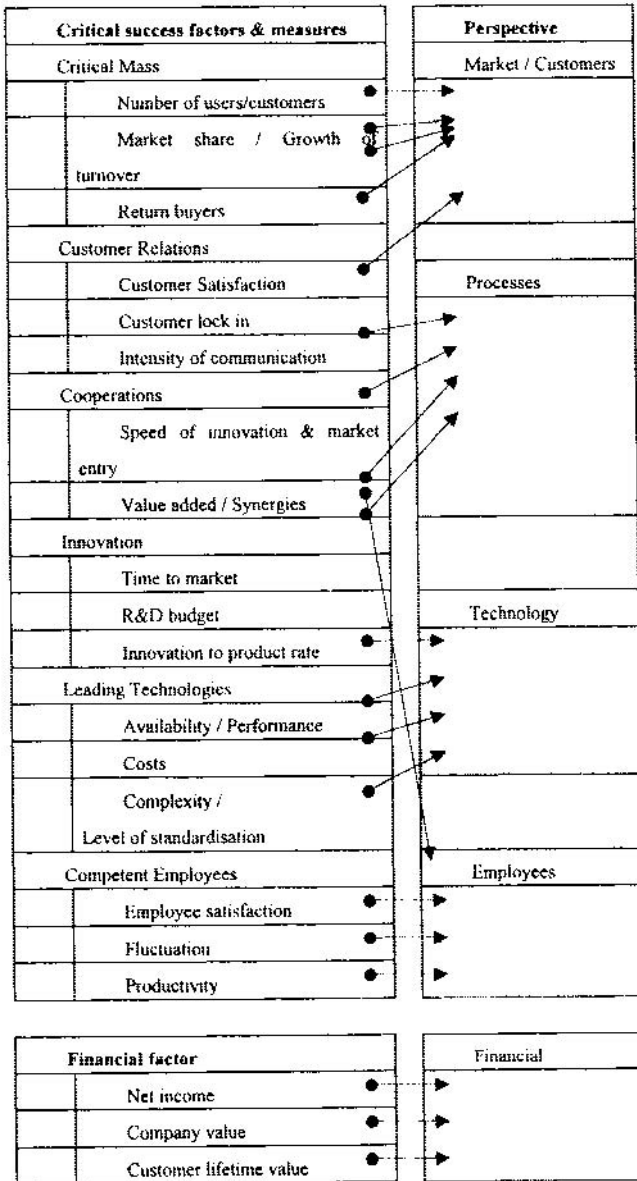 Critical success factors & measures
Perspective
Critical Mass
Market / Customers
Number of users/customers
Market share / Growth of
turnover
Return buyers
Customer Relations
Customer Satisfaction
Processes
Customer lock in
Intensity of communication
Cooperations
Speed of innovation & market
entry
Value added / Synergies
Innovation
Time to market
R&D budget
Technology
Innovation to product rate
Leading Technologies
Availability / Performance
Costs
Complexity /
Level of standardisation
Competent Employees
Employees
Employee satisfaction
Fluctuation
Productivity
Financial factor
Financial
Net income
Company value
Customer lifetime value